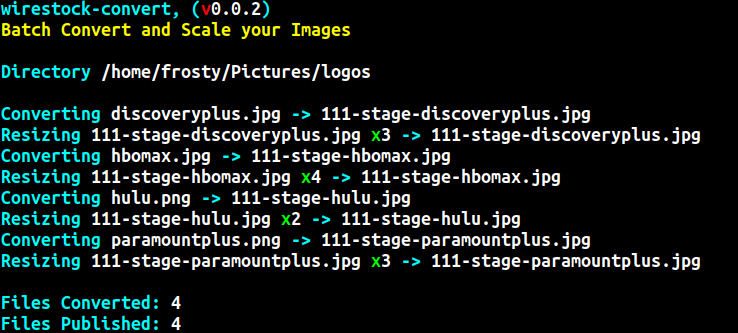 wirestock-convert, (v0.0.2)
Batch Convert and Scale your Images
Directory /home/frosty/Pictures/logos
Converting discoveryplus.jpg -> 111-stage-discoveryplus.jpg
Resizing 111-stage-discoveryplus.jpg x3 -> 111-stage-discoveryplus.jpg
Converting hbomax.jpg -> 111-stage-hbomax.jpg
Resizing 111-stage-hbomax.jpg x4 -> 111-stage-hbomax.jpg
Converting hulu.png -> 111-stage-hulu.jpg
Resizing 111-stage-hulu.jpg x2 -> 111-stage-hulu.jpg
Converting paramountplus.png -> 111-stage-paramountplus.jpg
Resizing 111-stage-paramountplus.jpg x3 -> 111-stage-paramountplus.jpg
Files Converted: 4
Files Published: 4